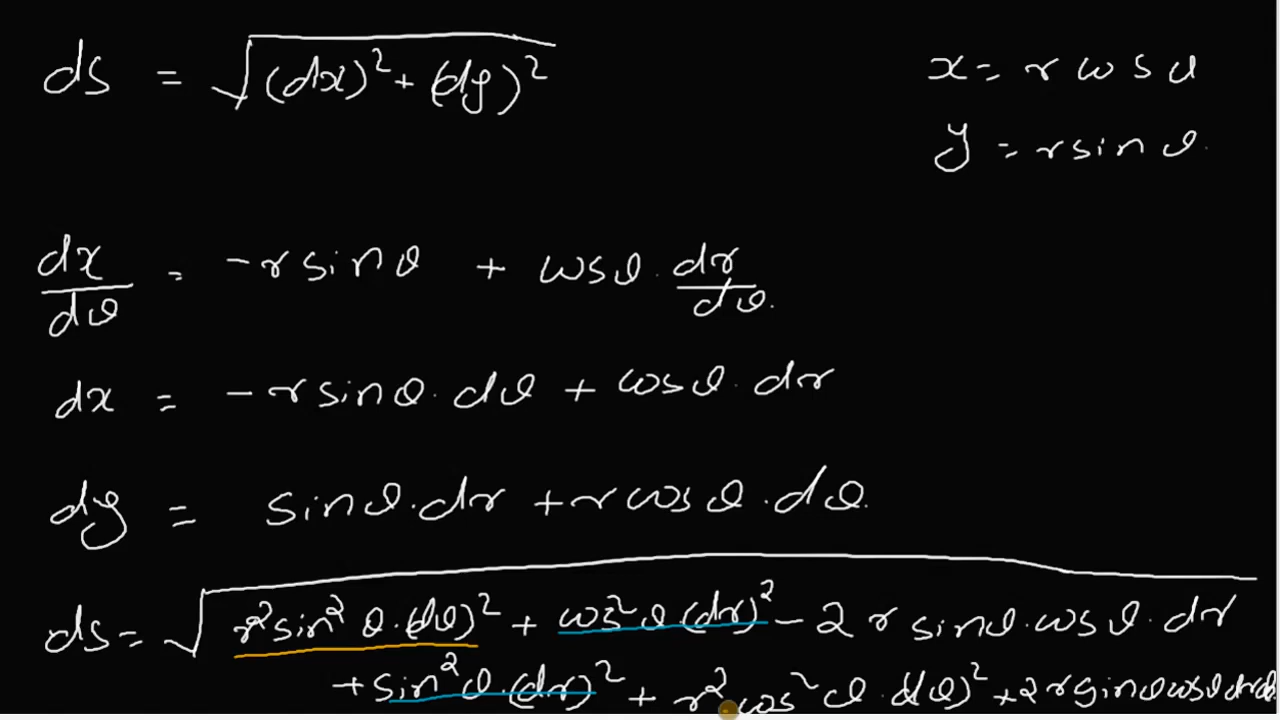 ds = √((dx)² + (dy)²)
x = r cos θ
y = r sin θ.
dx/dθ = -r sin θ + cos θ . dr/dθ.
dx = -r sin θ . dθ + cos θ . dr
dy = sin θ . dr + r cos θ . dθ.
ds = √(r² sin² θ . (dθ)² + cos² θ (dr)² - 2 r sin θ . cos θ . dr
+ sin² θ . (dr)² + r² cos² θ . dθ)² + 2 r sin θ cos θ dr dθ